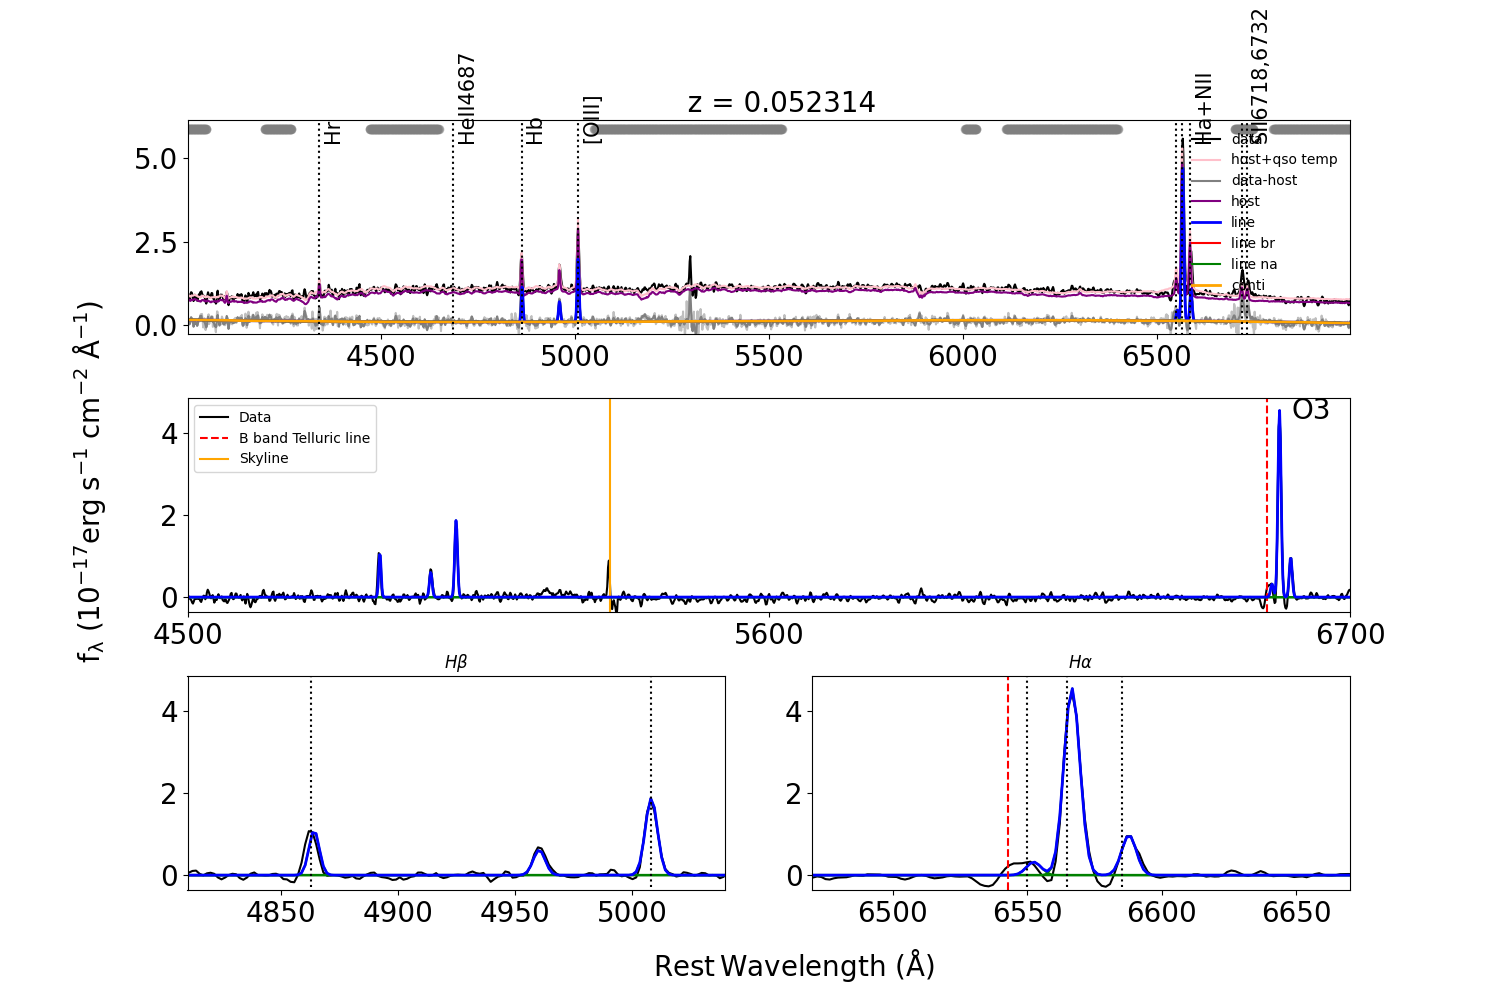 z = 0.052314
Hr
HeII4687
Hb
[OIII]
Ha+NII
SII6718,6732
data
host+qso temp
data-host
host
line
line br
line na
conti
5.0
2.5
0.0
4500 5000 5500 6000 6500
Data
B band Telluric line
Skyline
O3
4
2
0
4500 5600 6700
fλ (10⁻¹⁷erg s⁻¹ cm⁻² Å⁻¹)
Hβ
4
2
0
4850 4900 4950 5000
Hα
4
2
0
6500 6550 6600 6650
Rest Wavelength (Å)